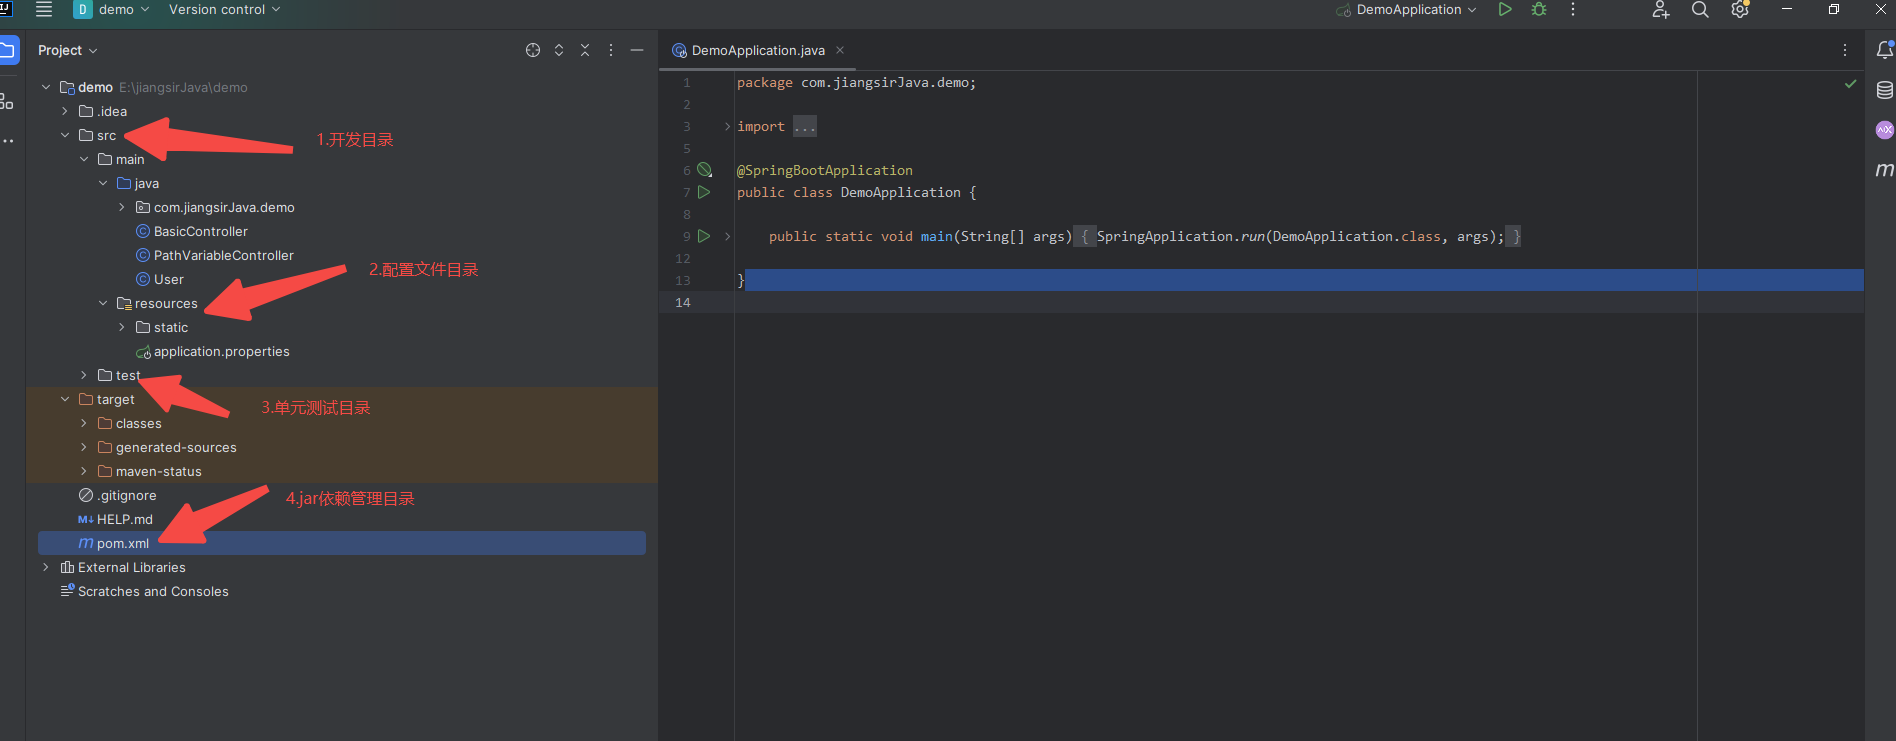 IJ
D demo Version control DemoApplication
Project
DemoApplication.java
demo E:\jiangsirJava\demo
.idea
src
1.开发目录
main
java
com.jiangsirJava.demo
BasicController
PathVariableController
User
2.配置文件目录
resources
static
application.properties
test
target
3.单元测试目录
classes
generated-sources
maven-status
.gitignore
4.jar依赖管理目录
M↓ HELP.md
m pom.xml
External Libraries
Scratches and Consoles
1 package com.jiangsirJava.demo;
2
3 import ...
5
6 @SpringBootApplication
7 public class DemoApplication {
8
9 public static void main(String[] args) { SpringApplication.run(DemoApplication.class, args); }
12
13 }
14
m